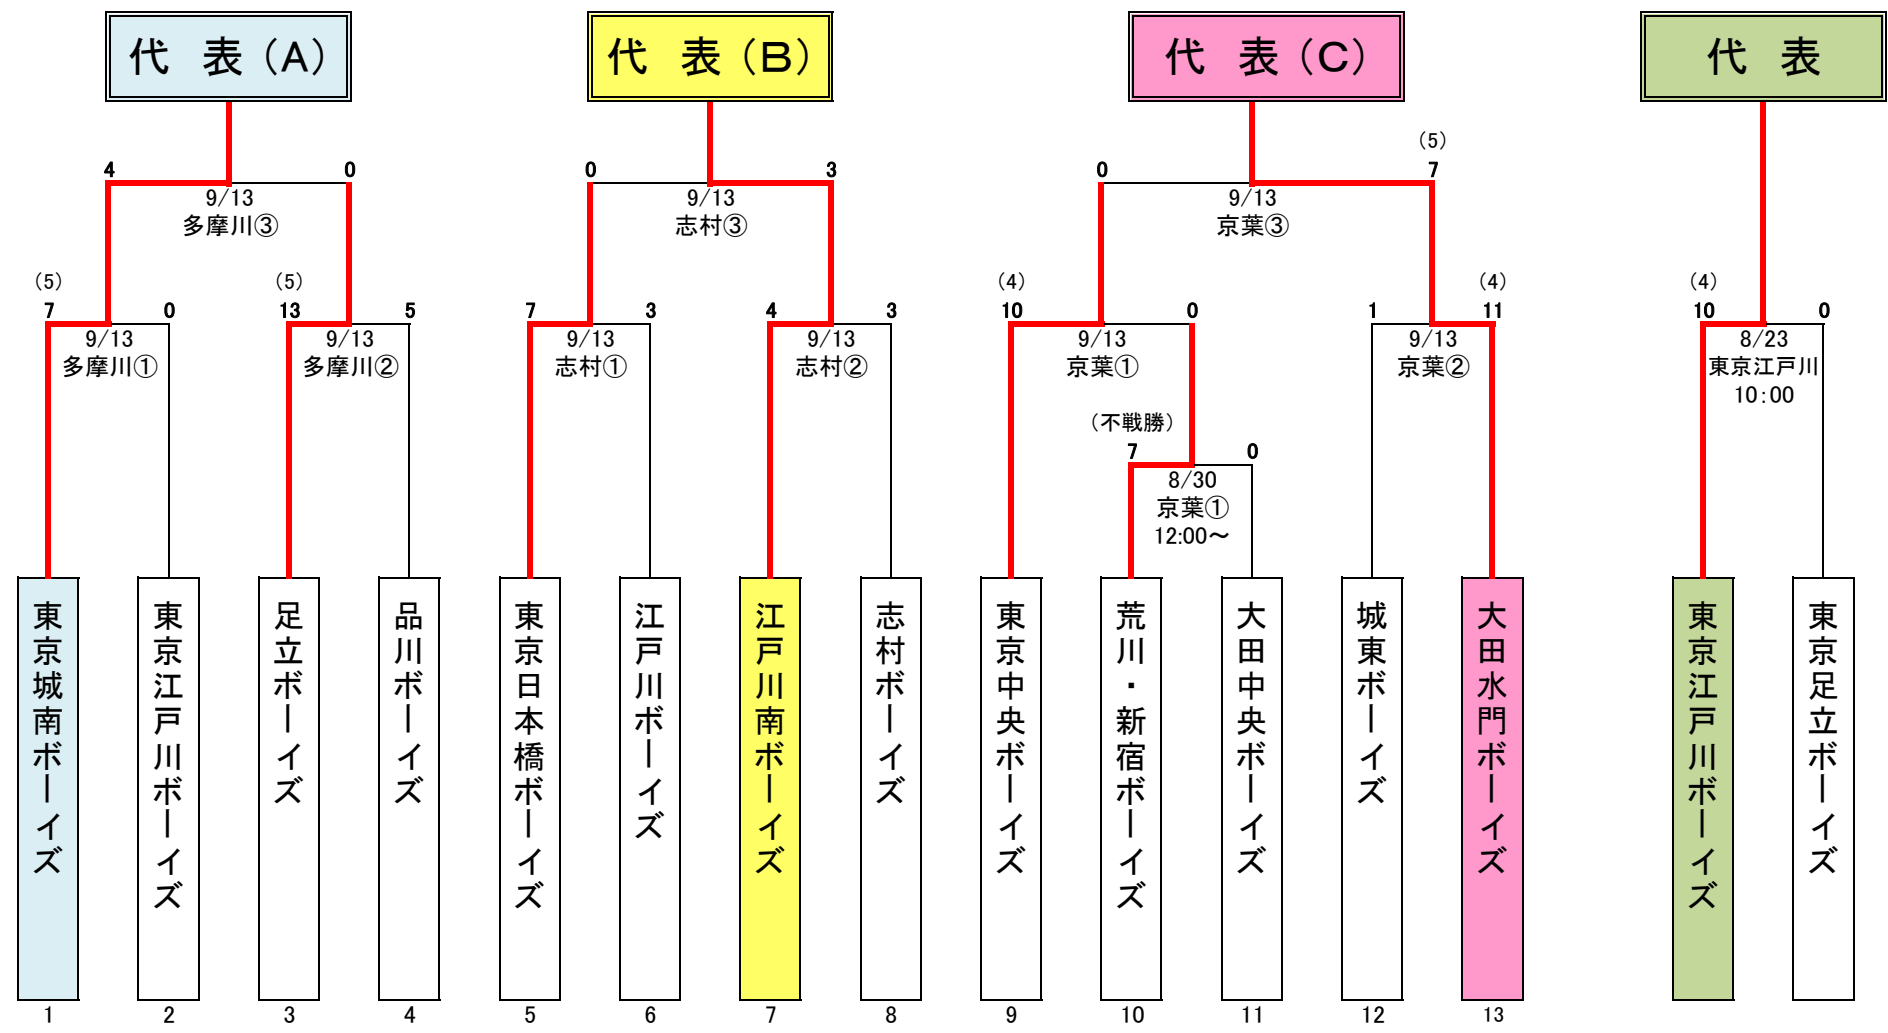 代　表（A）
代　表（B）
代　表（C）
代　表
（5）
4
0
0
3
0
7
9/13
多摩川③
9/13
志村③
9/13
京葉③
（5）
（5）
（4）
（4）
（4）
7
0
13
5
7
3
4
3
10
0
1
11
10
0
9/13
多摩川①
9/13
多摩川②
9/13
志村①
9/13
志村②
9/13
京葉①
9/13
京葉②
8/23
東京江戸川
10：00
（不戦勝）
7
0
8/30
京葉①
12:00～
東京城南ボーイズ
東京江戸川ボーイズ
足立ボーイズ
品川ボーイズ
東京日本橋ボーイズ
江戸川ボーイズ
江戸川南ボーイズ
志村ボーイズ
東京中央ボーイズ
荒川・新宿ボーイズ
大田中央ボーイズ
城東ボーイズ
大田水門ボーイズ
東京江戸川ボーイズ
東京足立ボーイズ
1
2
3
4
5
6
7
8
9
10
11
12
13